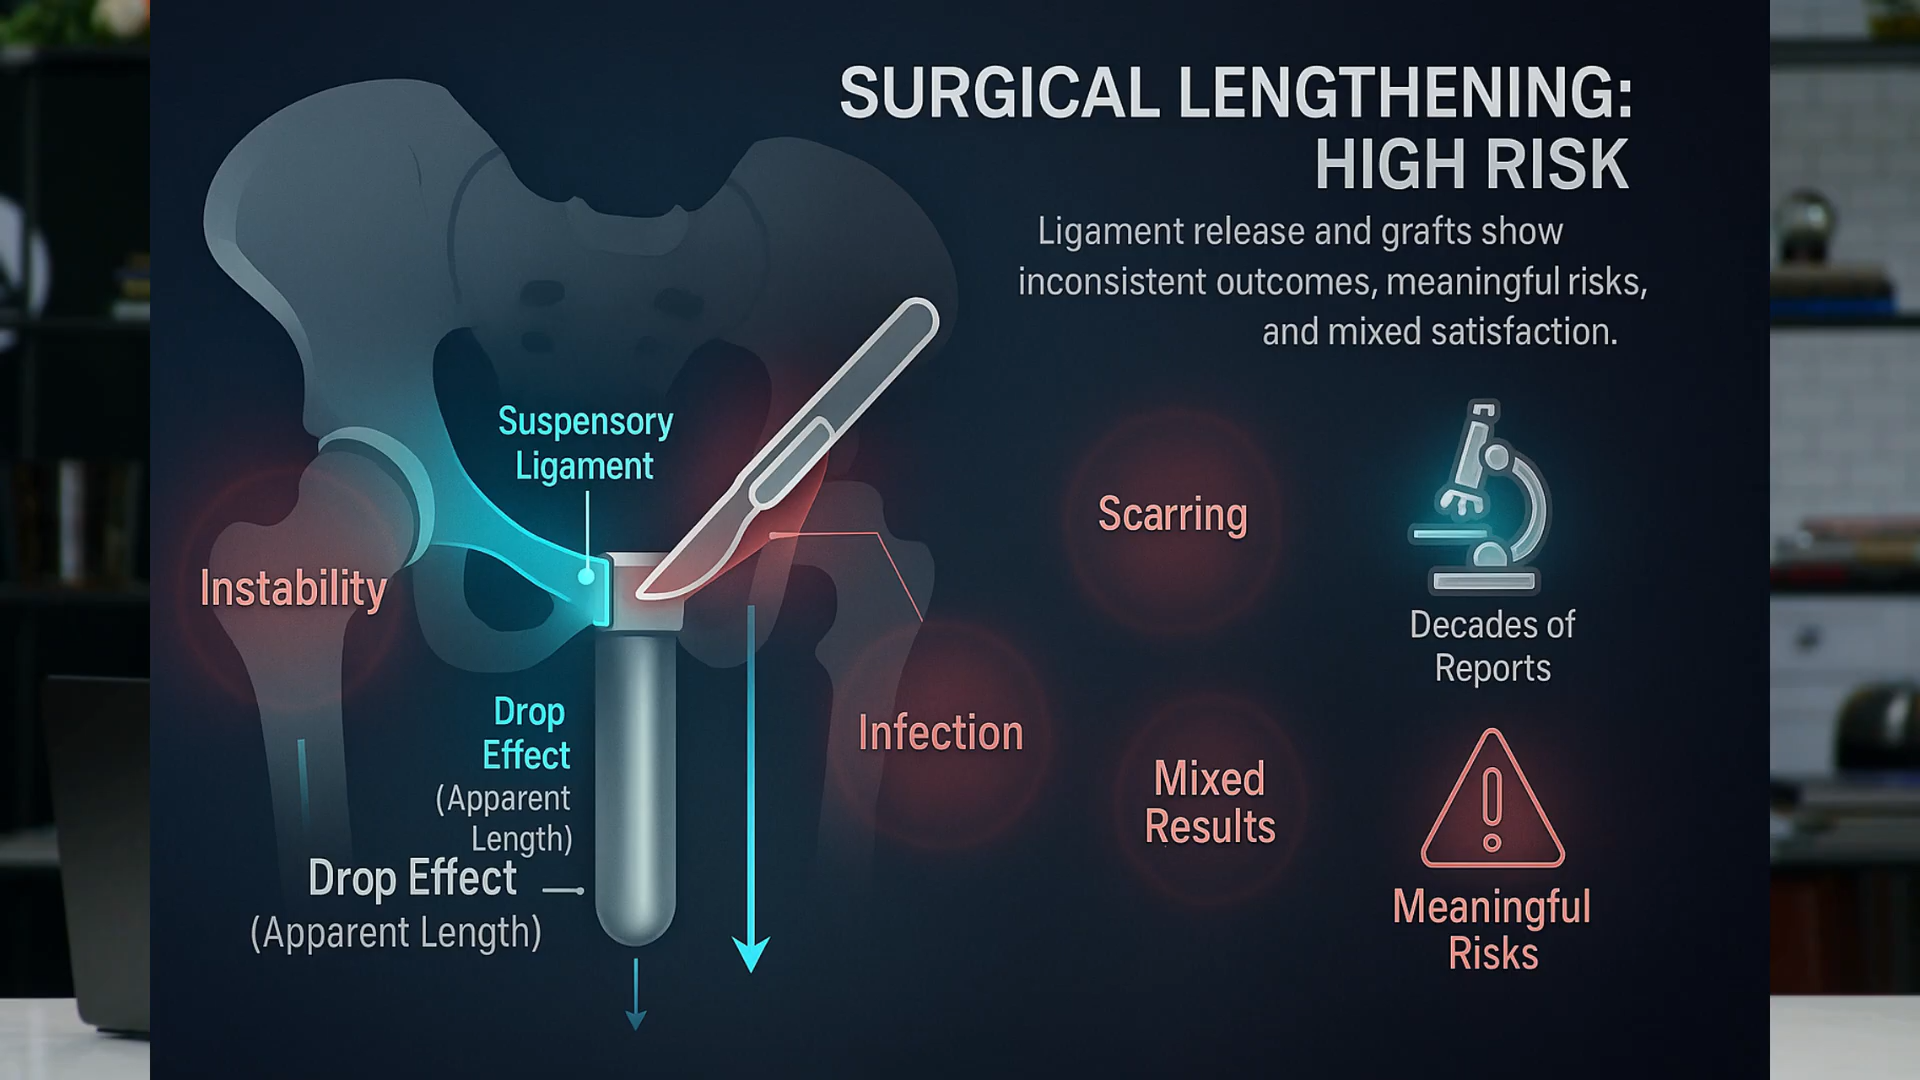 SURGICAL LENGTHENING:
HIGH RISK
Ligament release and grafts show
inconsistent outcomes, meaningful risks,
and mixed satisfaction.
Suspensory
Ligament
Instability
Scarring
Decades of
Reports
Drop
Effect
(Apparent
Length)
Infection
Mixed
Results
Drop Effect
(Apparent Length)
Meaningful
Risks